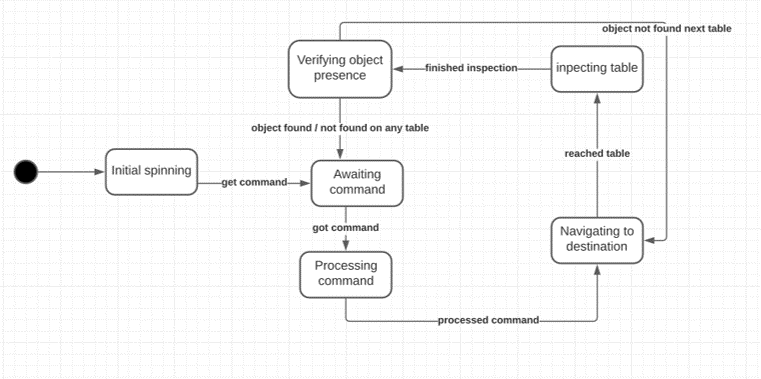 object not found next table
Verifying object
presence
finished inspection
inpecting table
object found / not found on any table
reached table
Initial spinning
get command
Awaiting
command
got command
Navigating to
destination
Processing
command
processed command